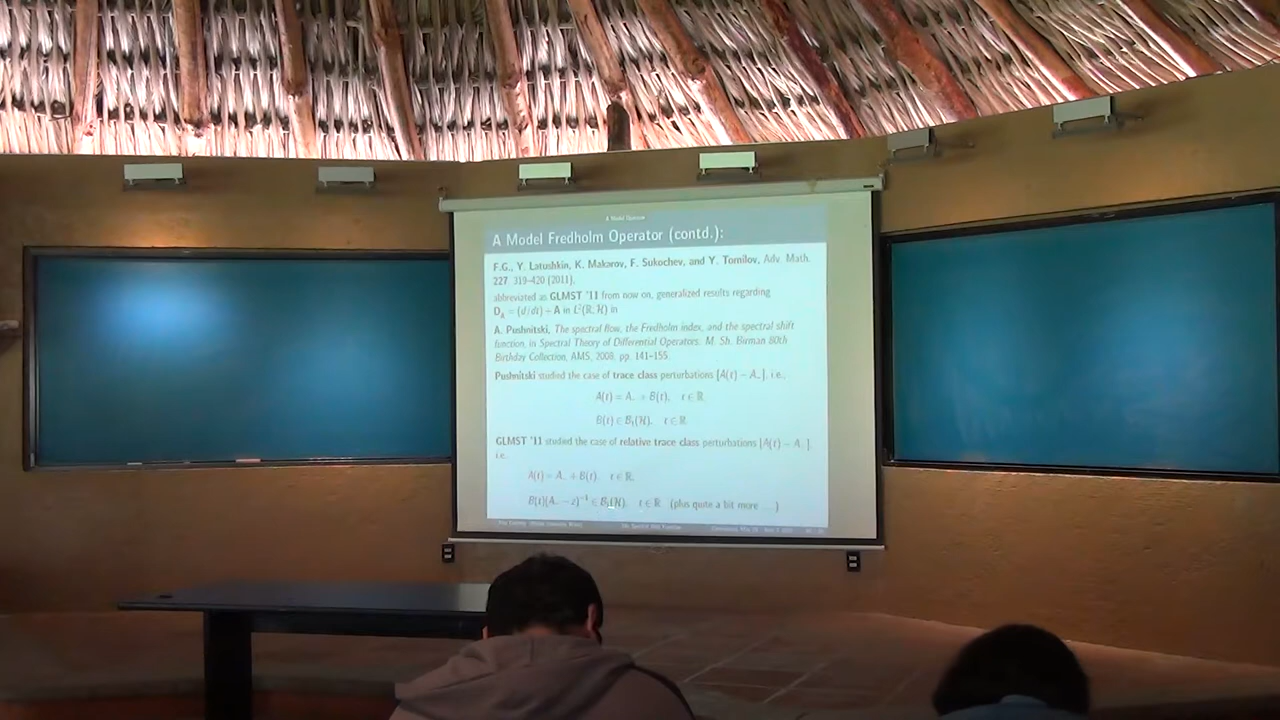 A Model Operator
A Model Fredholm Operator (contd.):
F.G., Y. Latushkin, K. Makarov, F. Sukochev, and Y. Tomilov, Adv. Math.
227, 319–420 (2011),
abbreviated as GLMST '11 from now on, generalized results regarding
D_A = (d/dt) + A in L²(ℝ; H) in
A. Pushnitski, The spectral flow, the Fredholm index, and the spectral shift
function, in Spectral Theory of Differential Operators: M. Sh. Birman 80th
Birthday Collection, AMS, 2008, pp. 141–155.
Pushnitski studied the case of trace class perturbations [A(t) − A₋], i.e.,
A(t) = A₋ + B(t), t ∈ ℝ,
B(t) ∈ B₁(H), t ∈ ℝ.
GLMST '11 studied the case of relative trace class perturbations [A(t) − A₋],
i.e.
A(t) = A₋ + B(t), t ∈ ℝ,
B(t)(A₋ − z)⁻¹ ∈ B₁(H), t ∈ ℝ (plus quite a bit more ....)